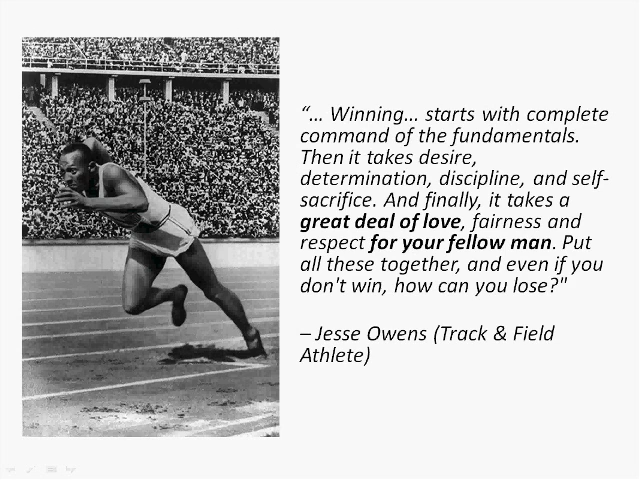 “... Winning... starts with complete
command of the fundamentals.
Then it takes desire,
determination, discipline, and self-
sacrifice. And finally, it takes a
great deal of love, fairness and
respect for your fellow man. Put
all these together, and even if you
don't win, how can you lose?"
– Jesse Owens (Track & Field
Athlete)